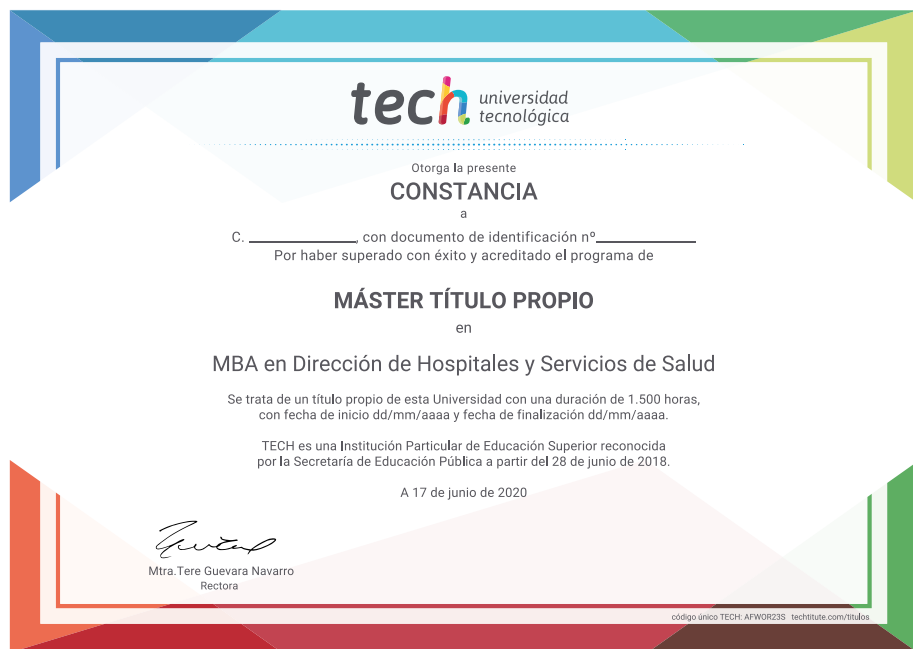 tech universidad
tecnológica
Otorga la presente
CONSTANCIA
a
C. ____________, con documento de identificación nº____________
Por haber superado con éxito y acreditado el programa de
MÁSTER TÍTULO PROPIO
en
MBA en Dirección de Hospitales y Servicios de Salud
Se trata de un título propio de esta Universidad con una duración de 1.500 horas,
con fecha de inicio dd/mm/aaaa y fecha de finalización dd/mm/aaaa.
TECH es una Institución Particular de Educación Superior reconocida
por la Secretaría de Educación Pública a partir del 28 de junio de 2018.
A 17 de junio de 2020
Mtra.Tere Guevara Navarro
Rectora
código único TECH: AFWOR23S techtitute.com/titulos